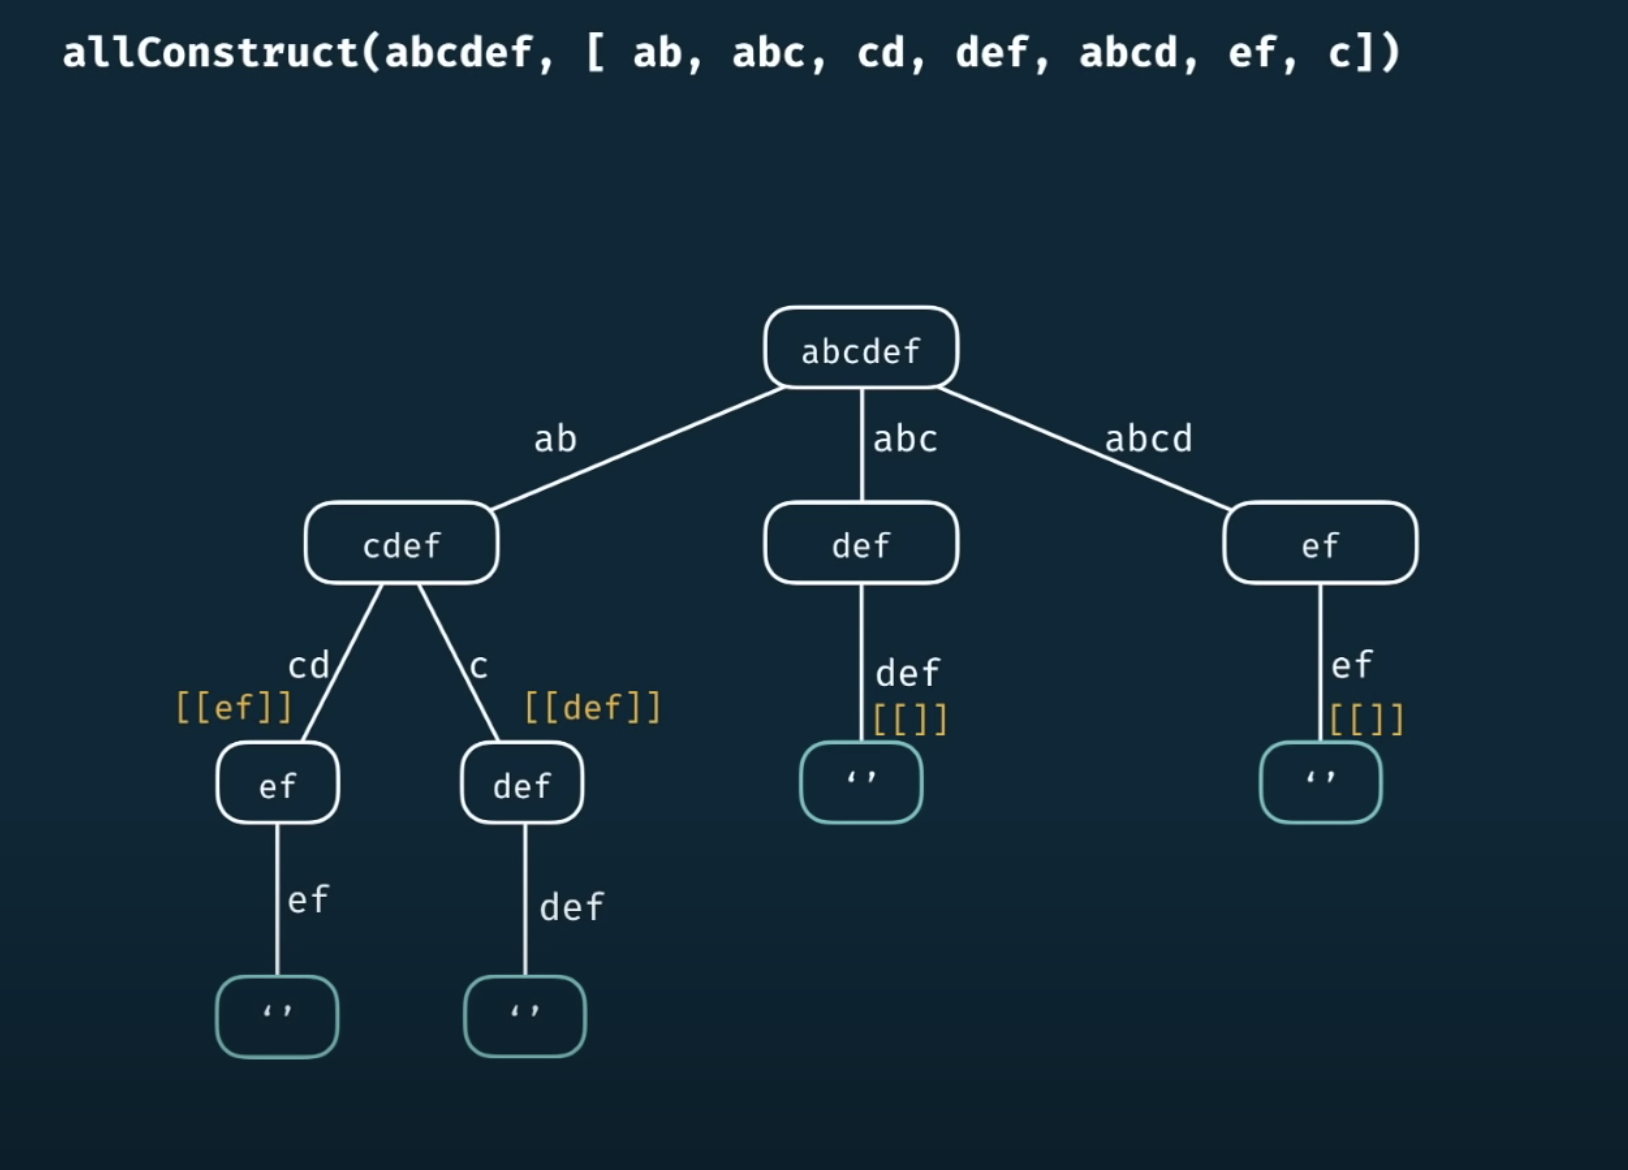 allConstruct(abcdef, [ ab, abc, cd, def, abcd, ef, c])
abcdef
ab
abc
abcd
cdef
def
ef
cd
c
def
ef
[[ef]]
[[def]]
[[]]
[[]]
ef
def
‘’
‘’
ef
def
‘’
‘’